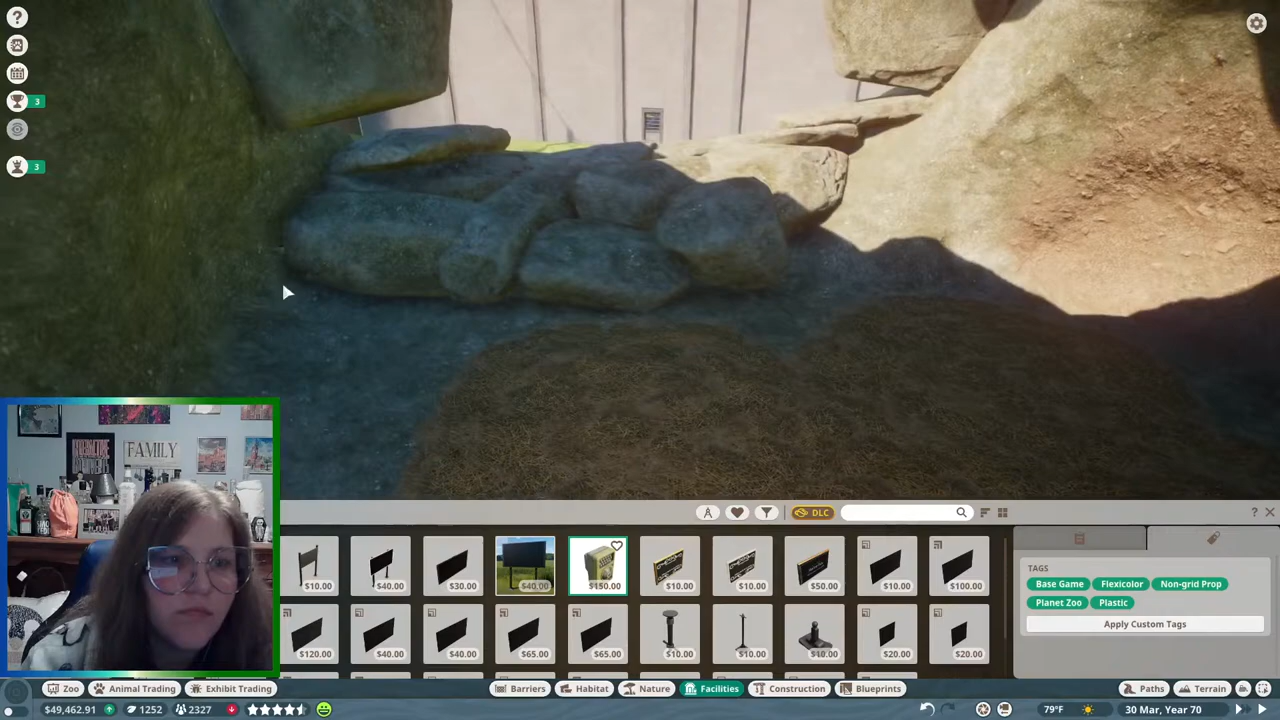 3
3
FAMILY
DLC
$10.00
$40.00
$30.00
$40.00
$150.00
$10.00
$10.00
$50.00
$10.00
$100.00
$120.00
$40.00
$40.00
$65.00
$65.00
$10.00
$10.00
$10.00
$20.00
$20.00
?
TAGS
Base Game
Flexicolor
Non-grid Prop
Planet Zoo
Plastic
Apply Custom Tags
Zoo
Animal Trading
Exhibit Trading
Barriers
Habitat
Nature
Facilities
Construction
Blueprints
Paths
Terrain
$49,462.91
1252
2327
79°F
30 Mar, Year 70